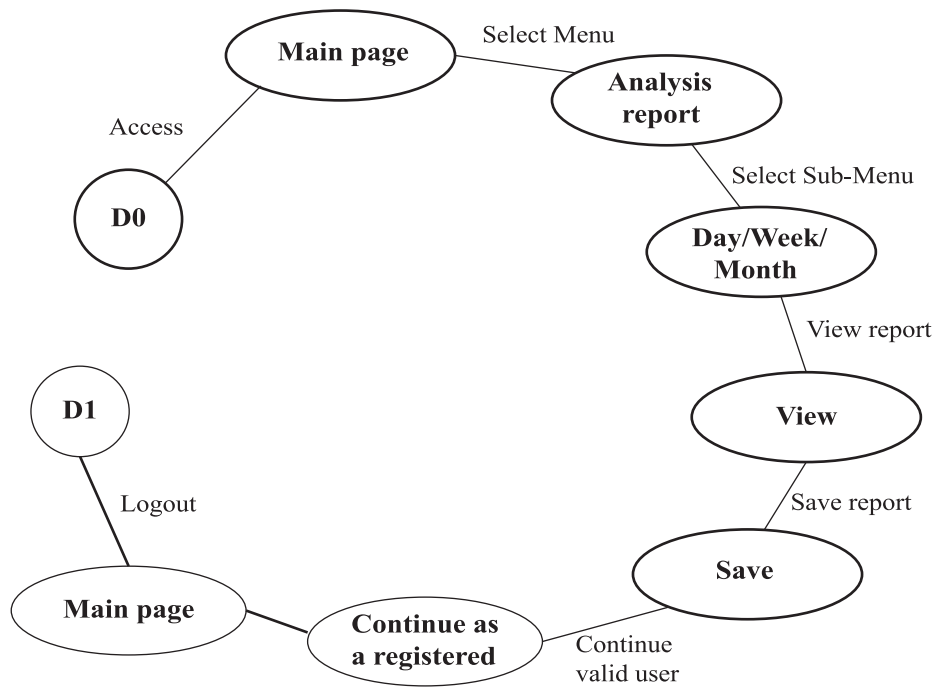 Main page
Select Menu
Analysis
report
Access
Select Sub-Menu
D0
Day/Week/
Month
View report
D1
View
Logout
Save report
Save
Main page
Continue as
a registered
Continue
valid user